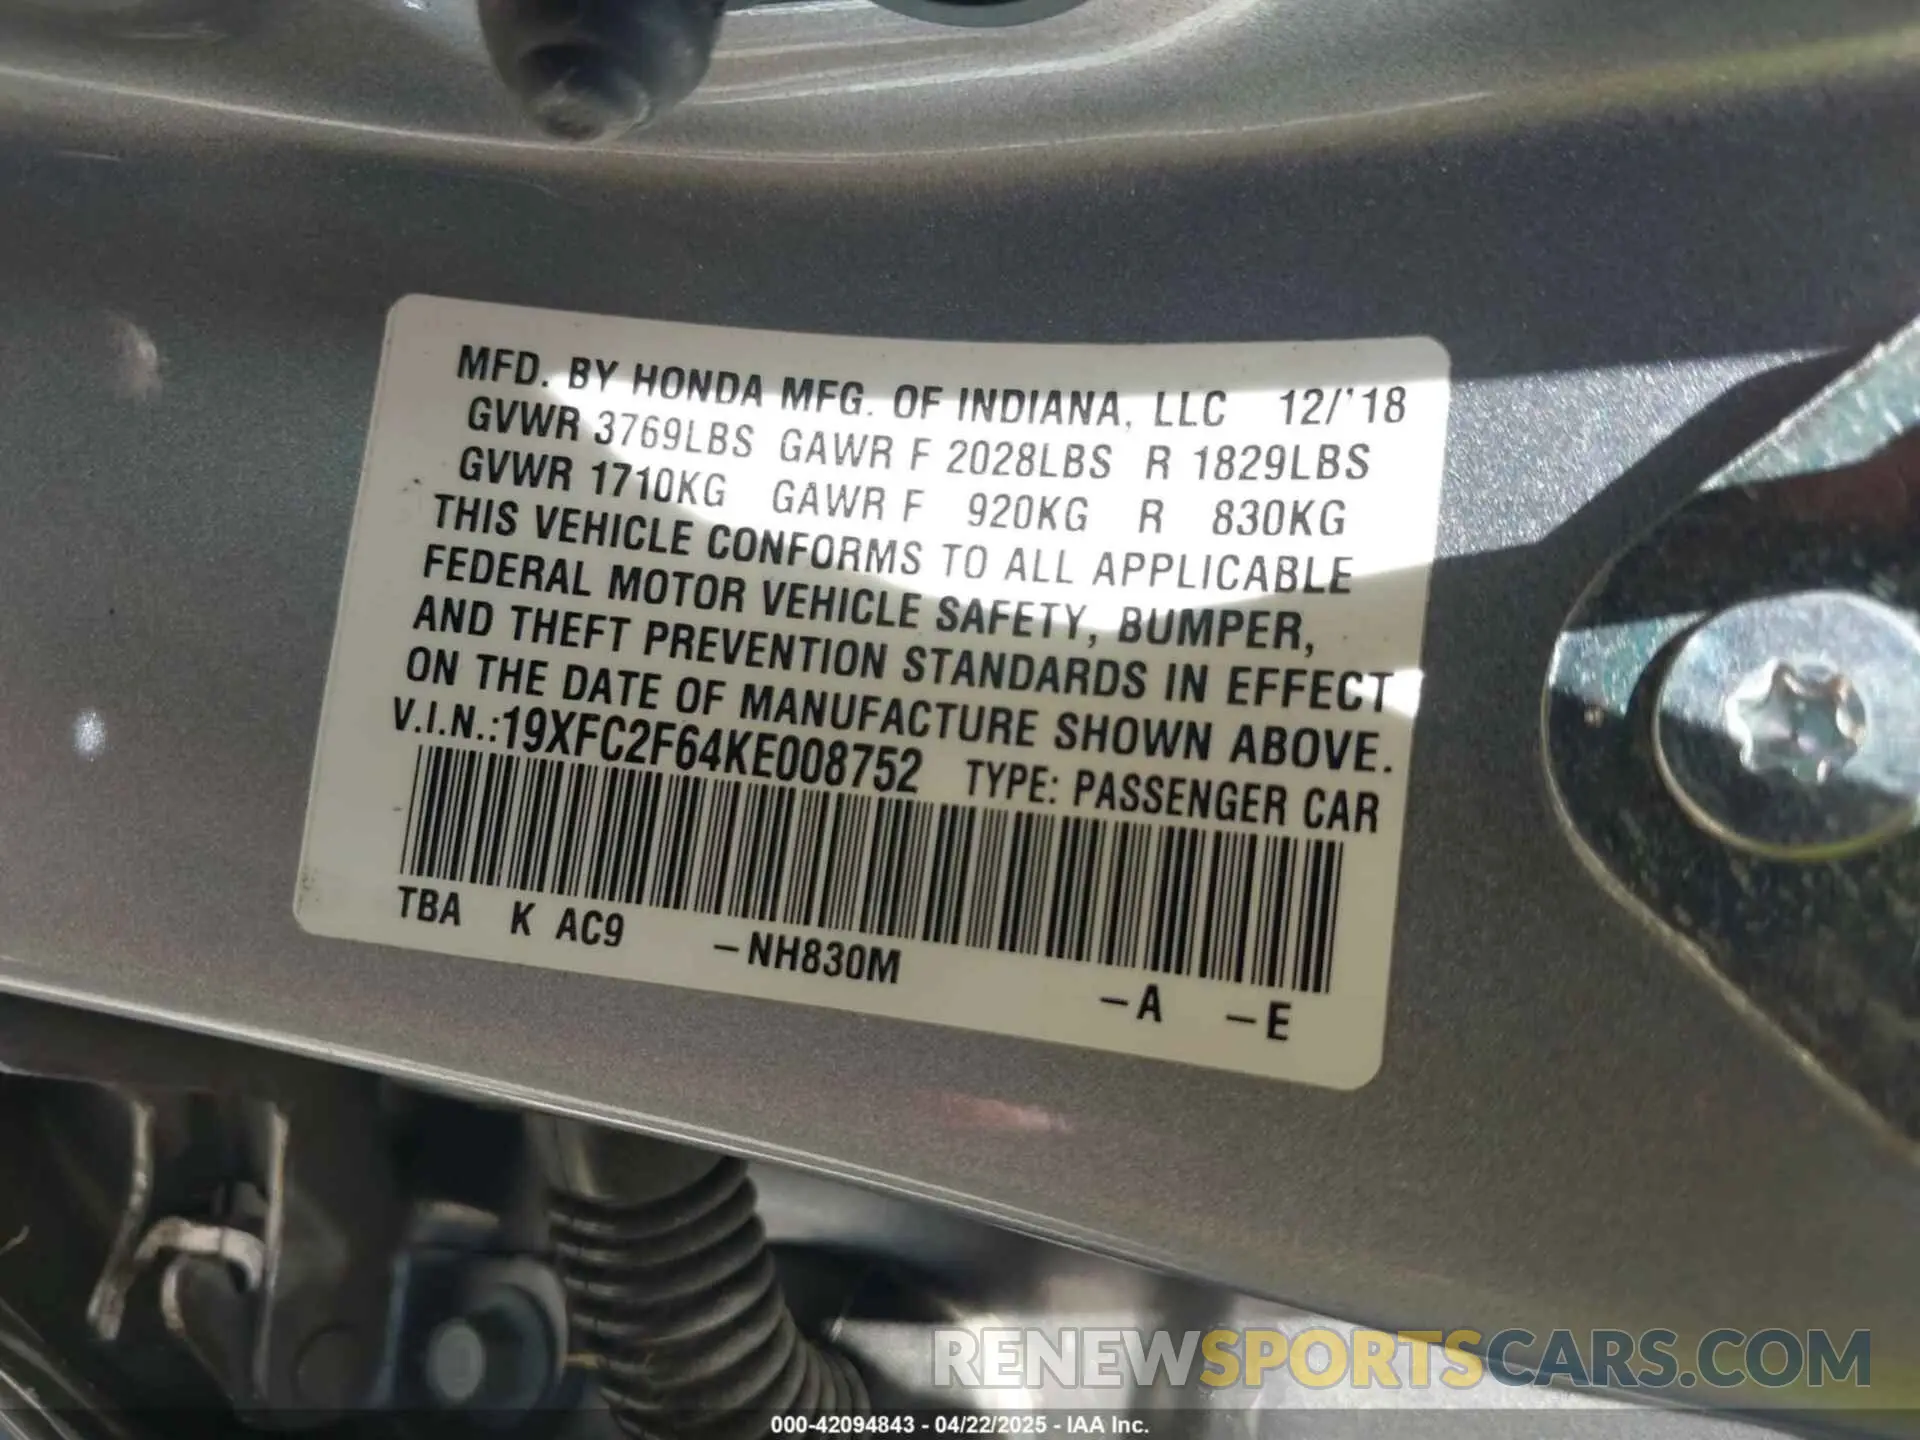 MFD. BY HONDA MFG. OF INDIANA, LLC 12/'18
GVWR 3769LBS GAWR F 2028LBS R 1829LBS
GVWR 1710KG GAWR F 920KG R 830KG
THIS VEHICLE CONFORMS TO ALL APPLICABLE
FEDERAL MOTOR VEHICLE SAFETY, BUMPER,
AND THEFT PREVENTION STANDARDS IN EFFECT
ON THE DATE OF MANUFACTURE SHOWN ABOVE.
V.I.N.:19XFC2F64KE008752 TYPE: PASSENGER CAR
TBA K AC9 –NH830M –A –E
RENEWSPORTSCARS.COM
000-42094843 - 04/22/2025 - IAA Inc.